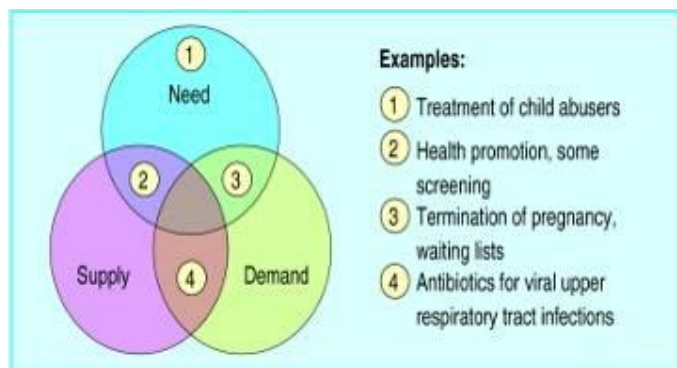 1
Need
2
3
Supply
4
Demand
Examples:
1 Treatment of child abusers
2 Health promotion, some
screening
3 Termination of pregnancy,
waiting lists
4 Antibiotics for viral upper
respiratory tract infections